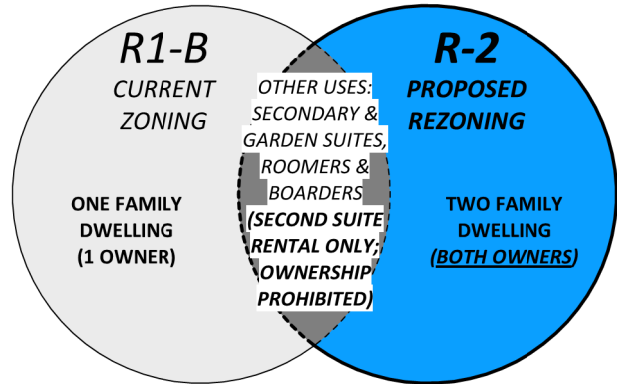 R1-B
CURRENT
ZONING
ONE FAMILY
DWELLING
(1 OWNER)
OTHER USES:
SECONDARY &
GARDEN SUITES,
ROOMERS &
BOARDERS
(SECOND SUITE
RENTAL ONLY;
OWNERSHIP
PROHIBITED)
R-2
PROPOSED
REZONING
TWO FAMILY
DWELLING
(BOTH OWNERS)